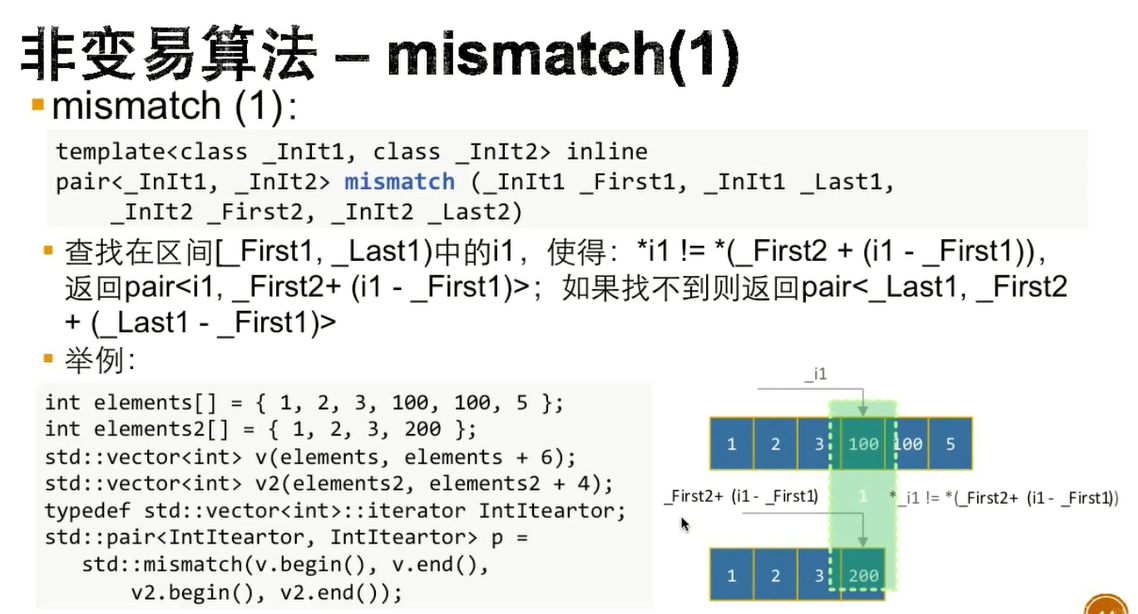 非变易算法 – mismatch(1)
mismatch (1):
template<class _InIt1, class _InIt2> inline
pair<_InIt1, _InIt2> mismatch (_InIt1 _First1, _InIt1 _Last1,
_InIt2 _First2, _InIt2 _Last2)
查找在区间[_First1, _Last1)中的i1，使得：*i1 != *(_First2 + (i1 - _First1))，
返回pair<i1, _First2+ (i1 - _First1)>；如果找不到则返回pair<_Last1, _First2
+ (_Last1 - _First1)>
举例：
int elements[] = { 1, 2, 3, 100, 100, 5 };
int elements2[] = { 1, 2, 3, 200 };
std::vector<int> v(elements, elements + 6);
std::vector<int> v2(elements2, elements2 + 4);
typedef std::vector<int>::iterator IntIteartor;
std::pair<IntIteartor, IntIteartor> p =
std::mismatch(v.begin(), v.end(),
v2.begin(), v2.end());
_i1
1 2 3 100 100 5
_First2+ (i1 - _First1) 1 *_i1 != *(_First2+ (i1 - _First1))
1 2 3 200